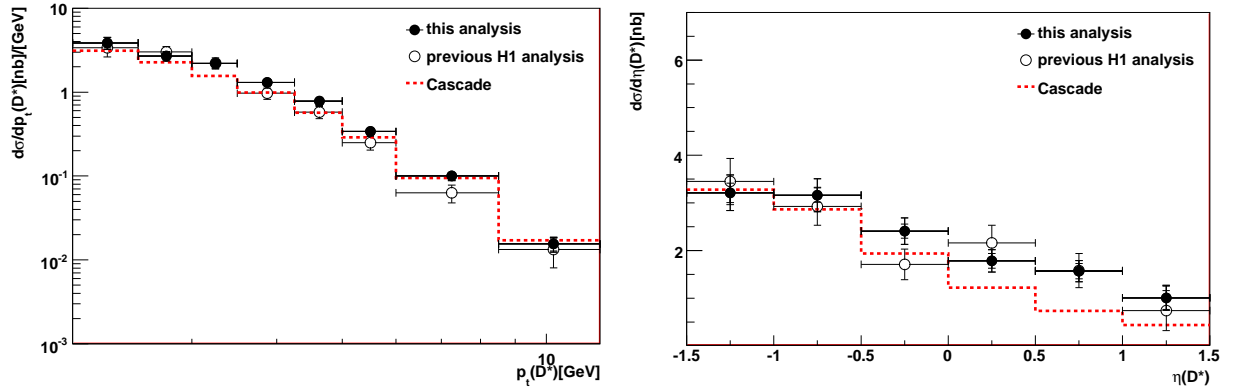 dσ/dp_t(D*)[nb]/[GeV]
10²
10
1
10⁻¹
10⁻²
10⁻³
this analysis
previous H1 analysis
Cascade
10
p_t(D*)[GeV]
dσ/dη(D*)[nb]
6
4
2
this analysis
previous H1 analysis
Cascade
-1.5 -1 -0.5 0 0.5 1 1.5
η(D*)